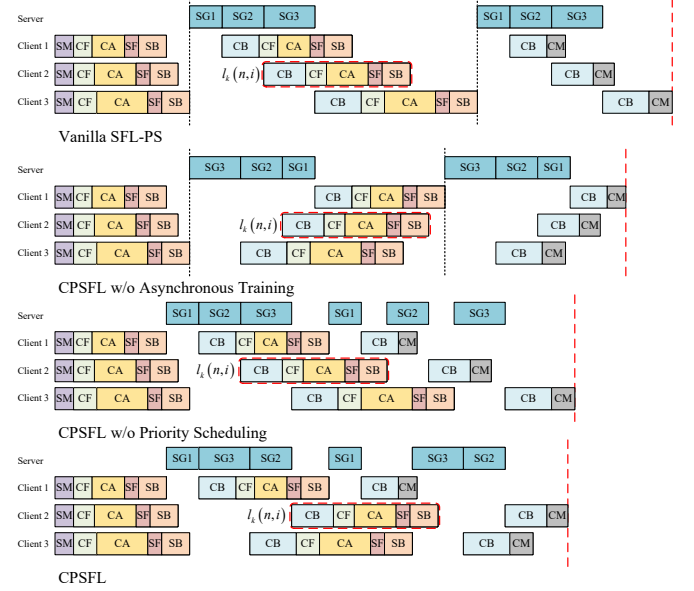 Server SG1 SG2 SG3 SG1 SG2 SG3
Client 1 SM CF CA SF SB CB CF CA SF SB CB CM
Client 2 SM CF CA SF SB l_k(n,i) CB CF CA SF SB CB CM
Client 3 SM CF CA SF SB CB CF CA SF SB CB CM
Vanilla SFL-PS
Server SG3 SG2 SG1 SG3 SG2 SG1
Client 1 SM CF CA SF SB CB CF CA SF SB CB CM
Client 2 SM CF CA SF SB l_k(n,i) CB CF CA SF SB CB CM
Client 3 SM CF CA SF SB CB CF CA SF SB CB CM
CPSFL w/o Asynchronous Training
Server SG1 SG2 SG3 SG1 SG2 SG3
Client 1 SM CF CA SF SB CB CF CA SF SB CB CM
Client 2 SM CF CA SF SB l_k(n,i) CB CF CA SF SB CB CM
Client 3 SM CF CA SF SB CB CF CA SF SB CB CM
CPSFL w/o Priority Scheduling
Server SG1 SG3 SG2 SG1 SG3 SG2
Client 1 SM CF CA SF SB CB CF CA SF SB CB CM
Client 2 SM CF CA SF SB l_k(n,i) CB CF CA SF SB CB CM
Client 3 SM CF CA SF SB CB CF CA SF SB CB CM
CPSFL